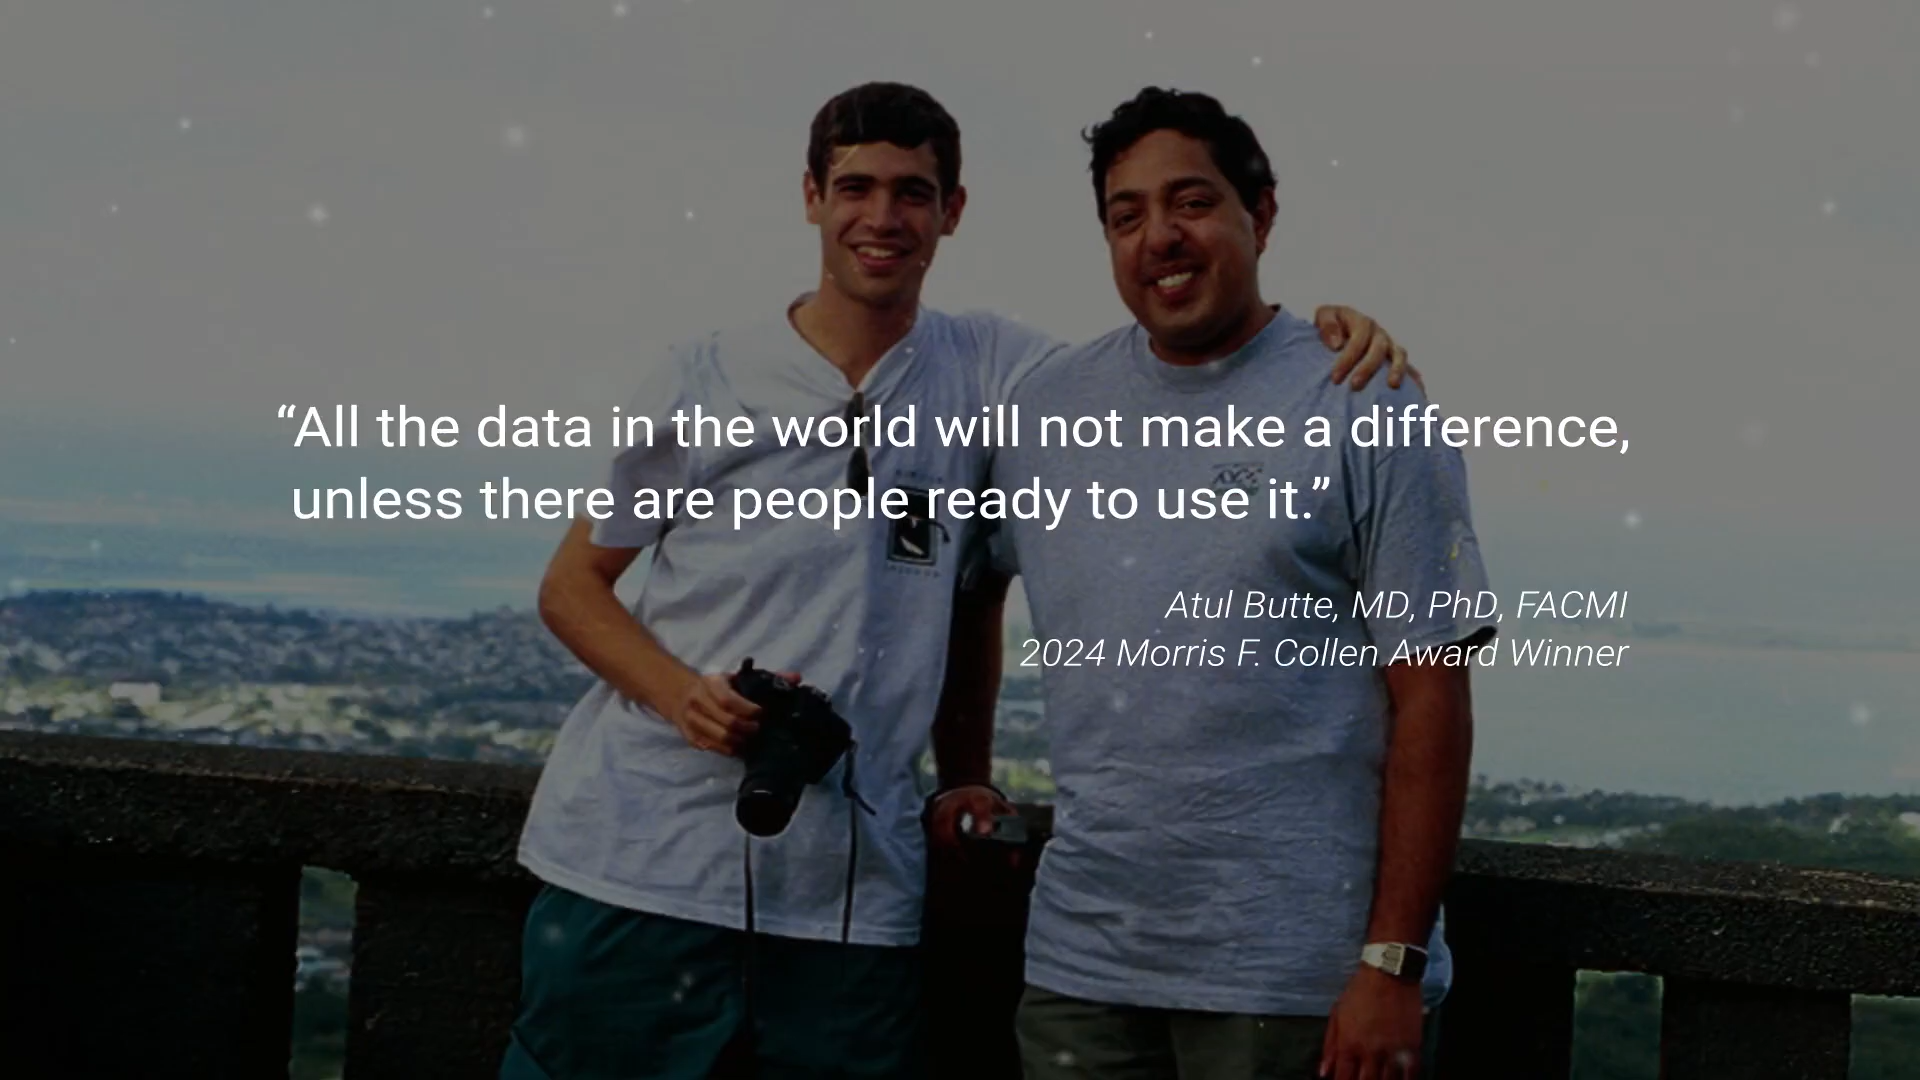 “All the data in the world will not make a difference,
unless there are people ready to use it.”
Atul Butte, MD, PhD, FACMI
2024 Morris F. Collen Award Winner